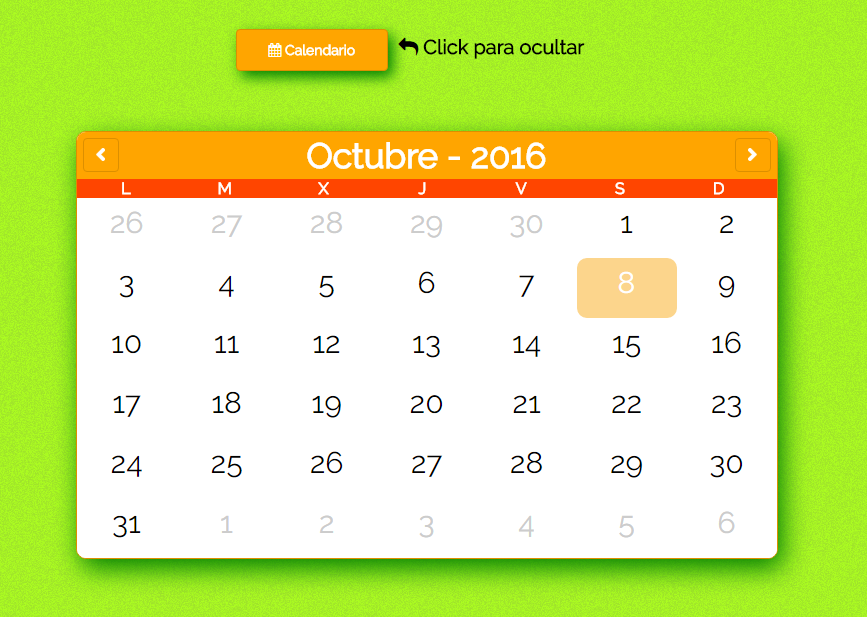 Calendario
Click para ocultar
Octubre - 2016
L M X J V S D
26 27 28 29 30 1 2
3 4 5 6 7 8 9
10 11 12 13 14 15 16
17 18 19 20 21 22 23
24 25 26 27 28 29 30
31 1 2 3 4 5 6